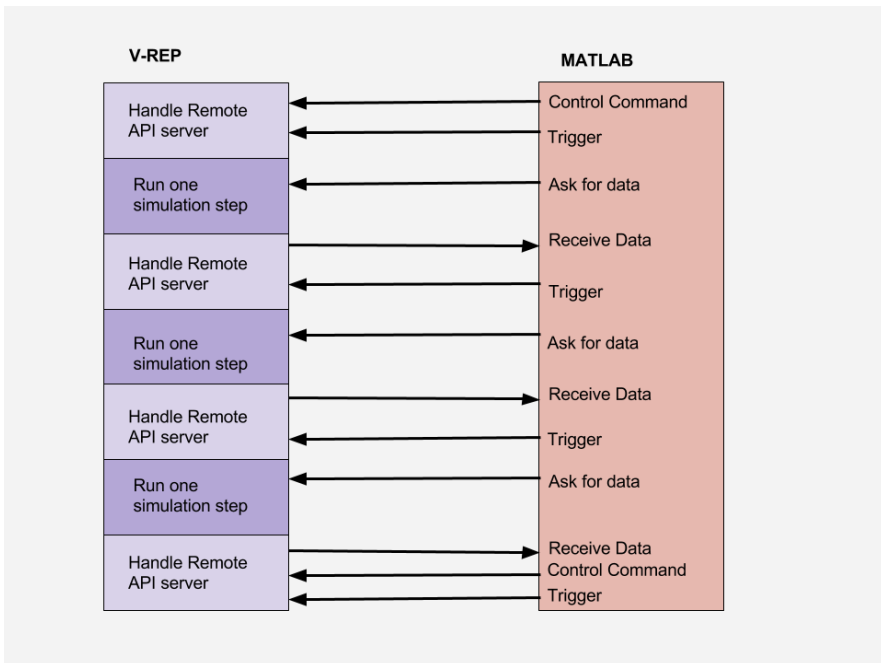 V-REP
MATLAB
Handle Remote
API server
Run one
simulation step
Handle Remote
API server
Run one
simulation step
Handle Remote
API server
Run one
simulation step
Handle Remote
API server
Control Command
Trigger
Ask for data
Receive Data
Trigger
Ask for data
Receive Data
Trigger
Ask for data
Receive Data
Control Command
Trigger